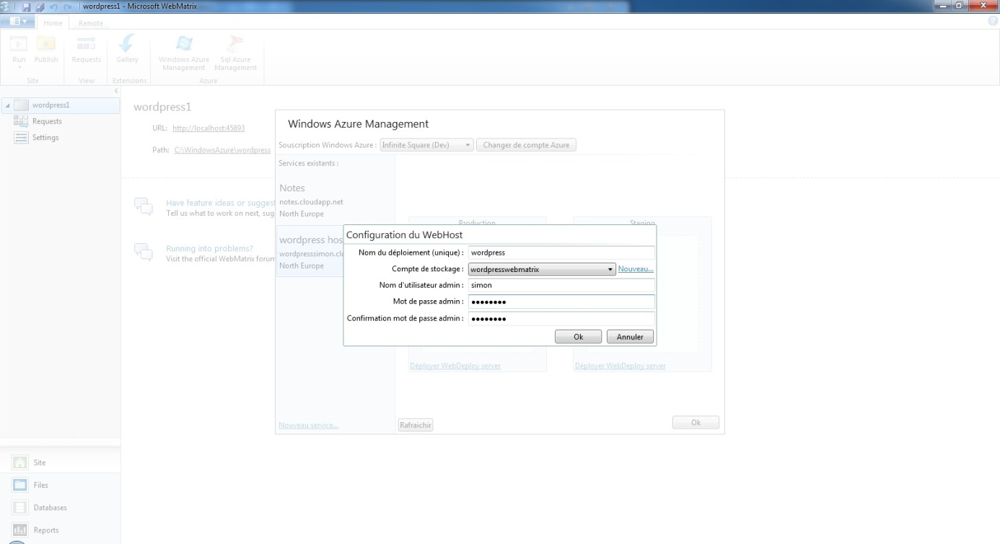 wordpress1 - Microsoft WebMatrix
Home Remote
Run Publish Requests Gallery Windows Azure Management Sql Azure Management
Site View Extensions Azure
wordpress1
Requests
Settings
wordpress1
URL: http://localhost:45893
Path: C:\WindowsAzure\wordpress
Have feature ideas or suggest
Tell us what to work on next, sug
Running into problems?
Visit the official WebMatrix forum
Windows Azure Management
Souscription Windows Azure : Infinite Square (Dev) Changer de compte Azure
Services existants :
Notes
notes.cloudapp.net
North Europe
wordpress hos
wordpresssimon.clo
North Europe
Production Staging
Configuration du WebHost
Nom du déploiement (unique) : wordpress
Compte de stockage : wordpresswebmatrix Nouveau...
Nom d'utilisateur admin : simon
Mot de passe admin : ●●●●●●●●
Confirmation mot de passe admin : ●●●●●●●●
Ok Annuler
Déployer WebDeploy server Déployer WebDeploy server
Nouveau service... Rafraichir Ok
Site
Files
Databases
Reports